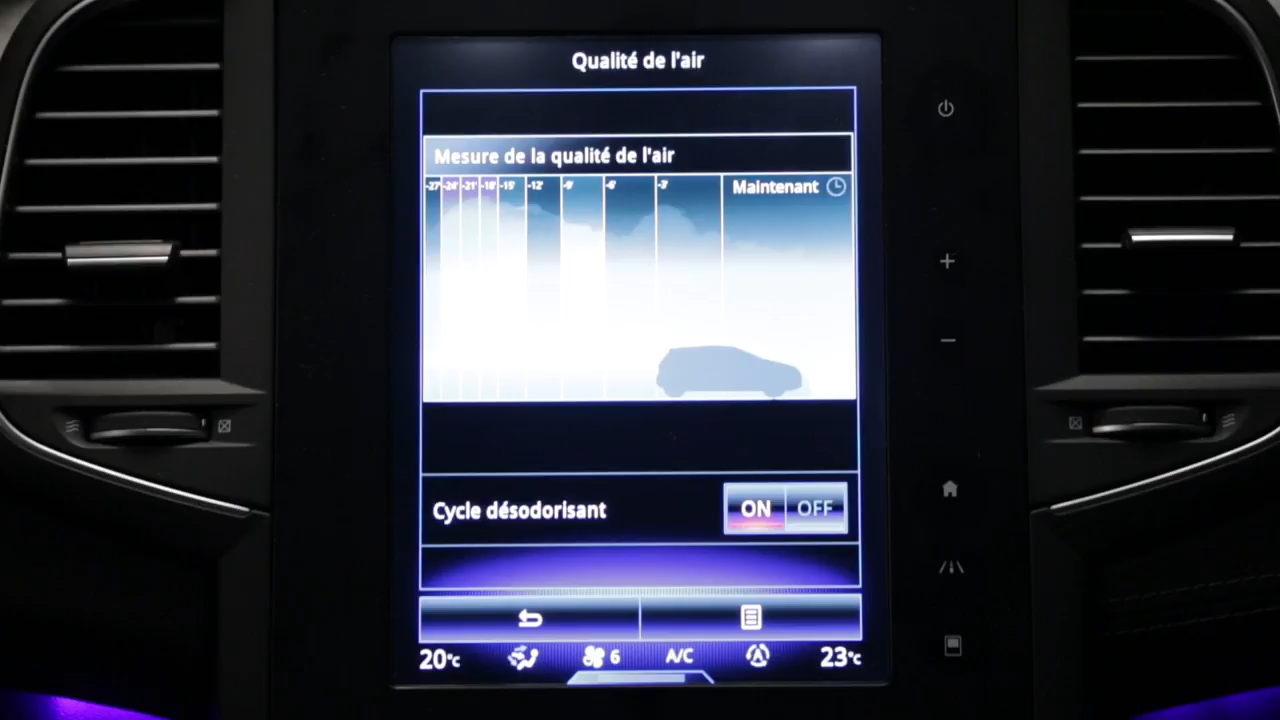 Qualité de l'air
Mesure de la qualité de l'air
-27' -24' -21' -18' -15' -12' -9' -6' -3' Maintenant
Cycle désodorisant ON OFF
20°C 6 A/C 23°C